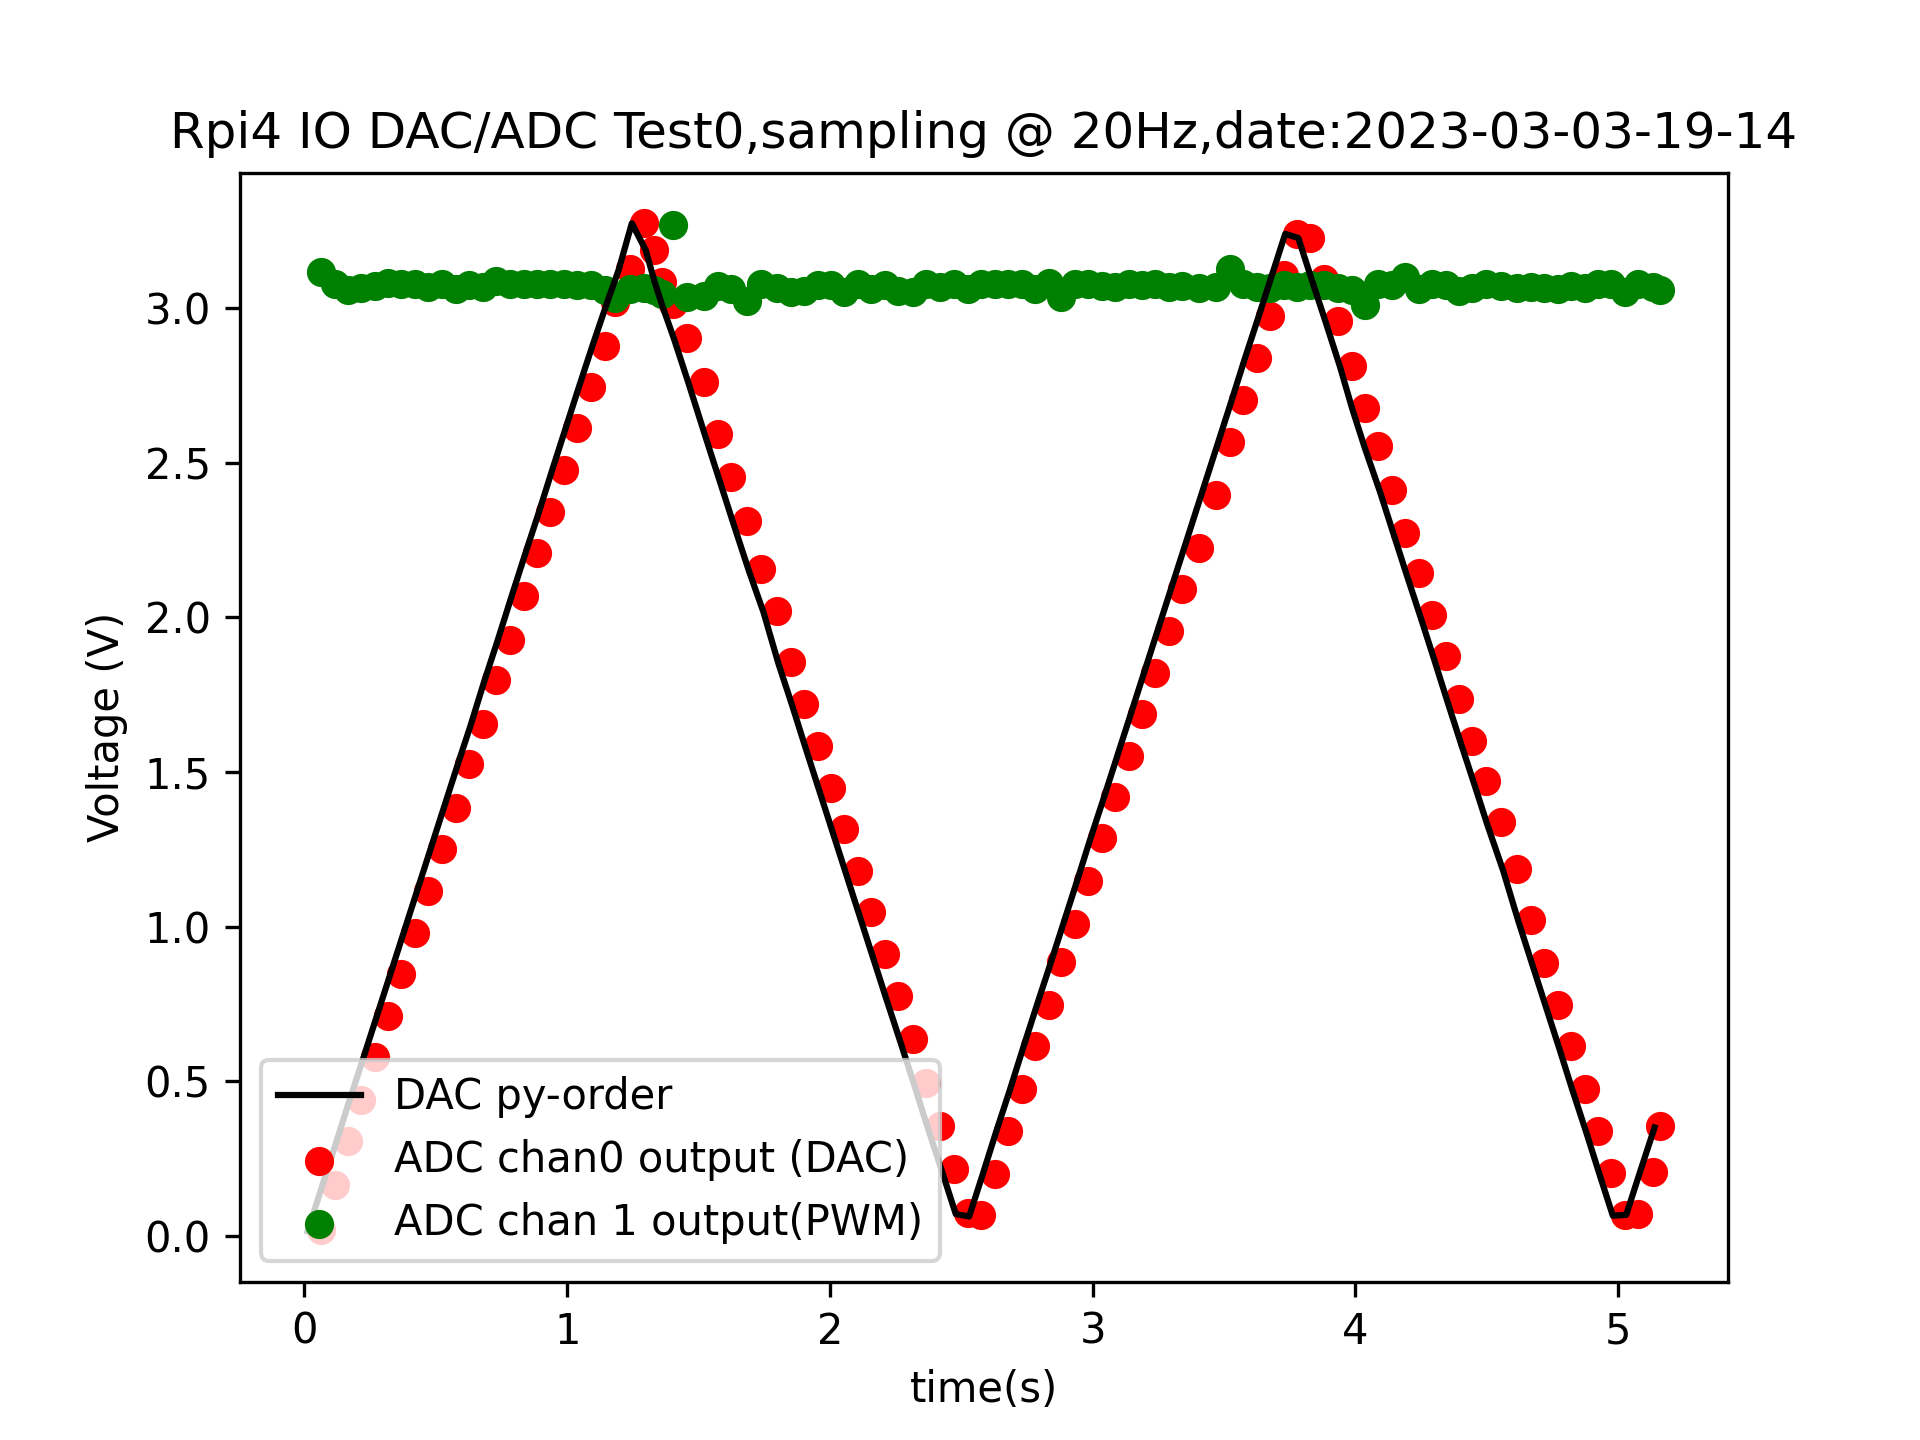 Rpi4 IO DAC/ADC Test0,sampling @ 20Hz,date:2023-03-03-19-14
Voltage (V)
3.0
2.5
2.0
1.5
1.0
0.5
0.0
DAC py-order
ADC chan0 output (DAC)
ADC chan 1 output(PWM)
0 1 2 3 4 5
time(s)